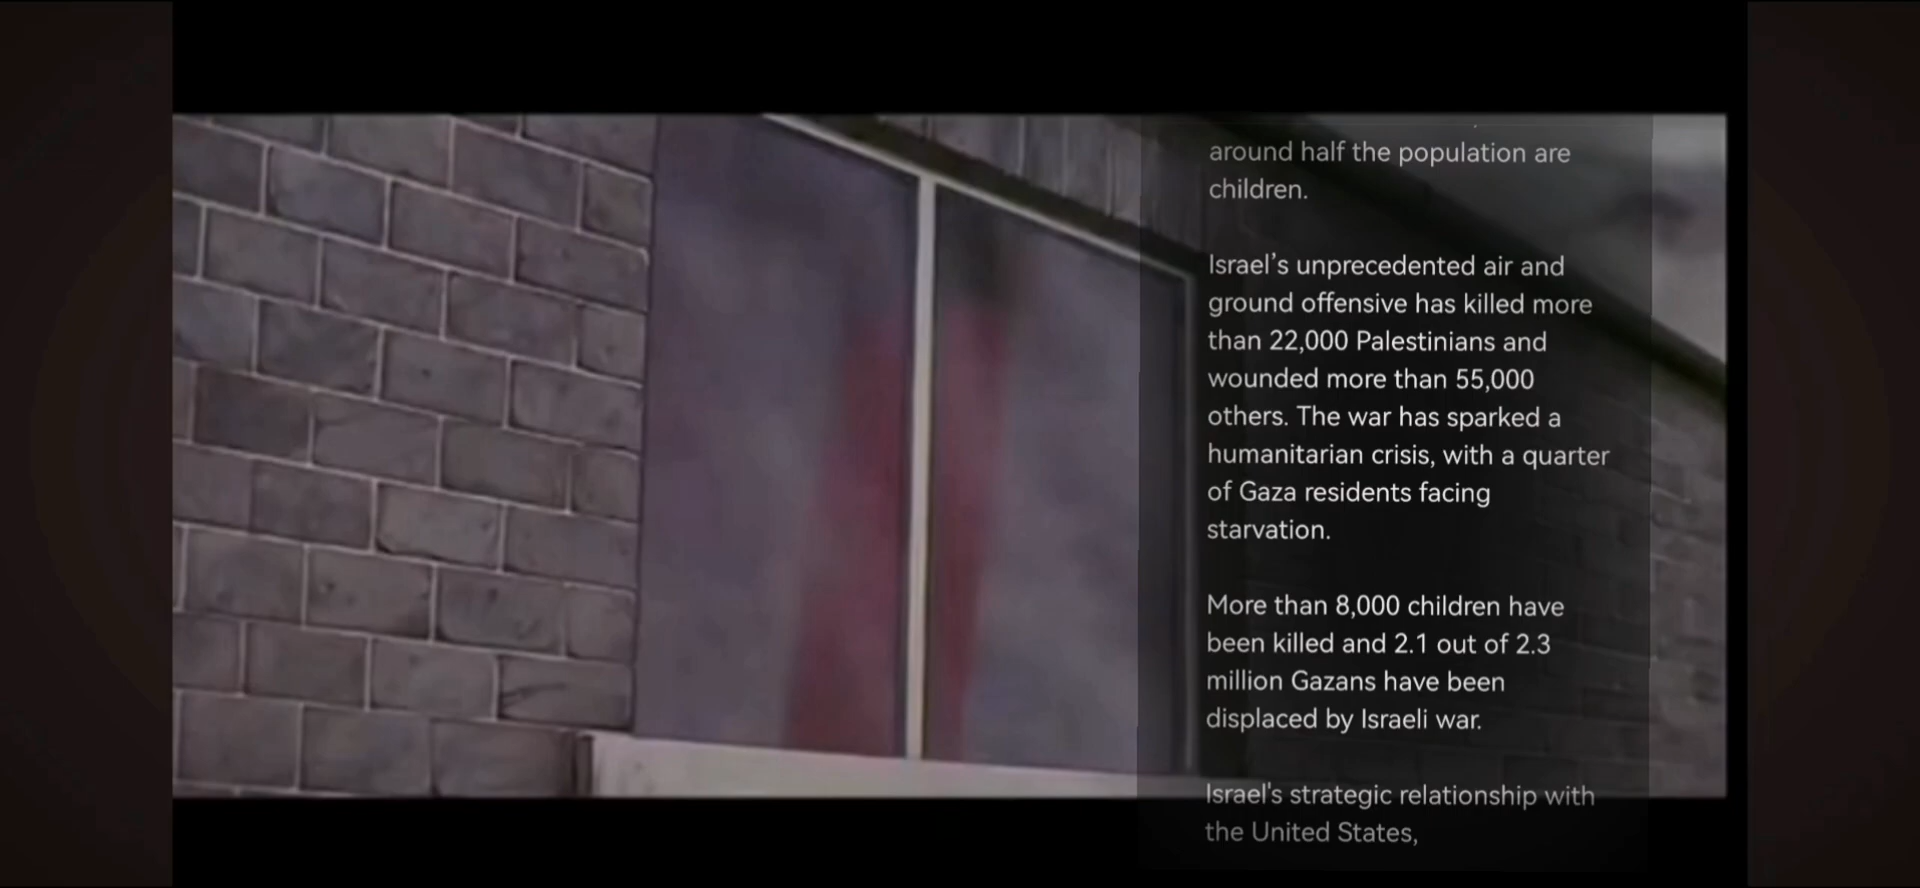 around half the population are
children.
Israel's unprecedented air and
ground offensive has killed more
than 22,000 Palestinians and
wounded more than 55,000
others. The war has sparked a
humanitarian crisis, with a quarter
of Gaza residents facing
starvation.
More than 8,000 children have
been killed and 2.1 out of 2.3
million Gazans have been
displaced by Israeli war.
Israel's strategic relationship with
the United States,